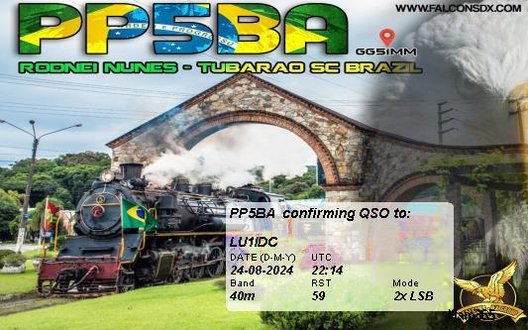 PP5BA
WWW.FALCONSDX.COM
GG51MM
RODNEI NUNES - TUBARAO SC BRAZIL
PP5BA confirming QSO to:
LU1IDC
DATE (D-M-Y) UTC
24-08-2024 22:14
Band RST Mode
40m 59 2x LSB